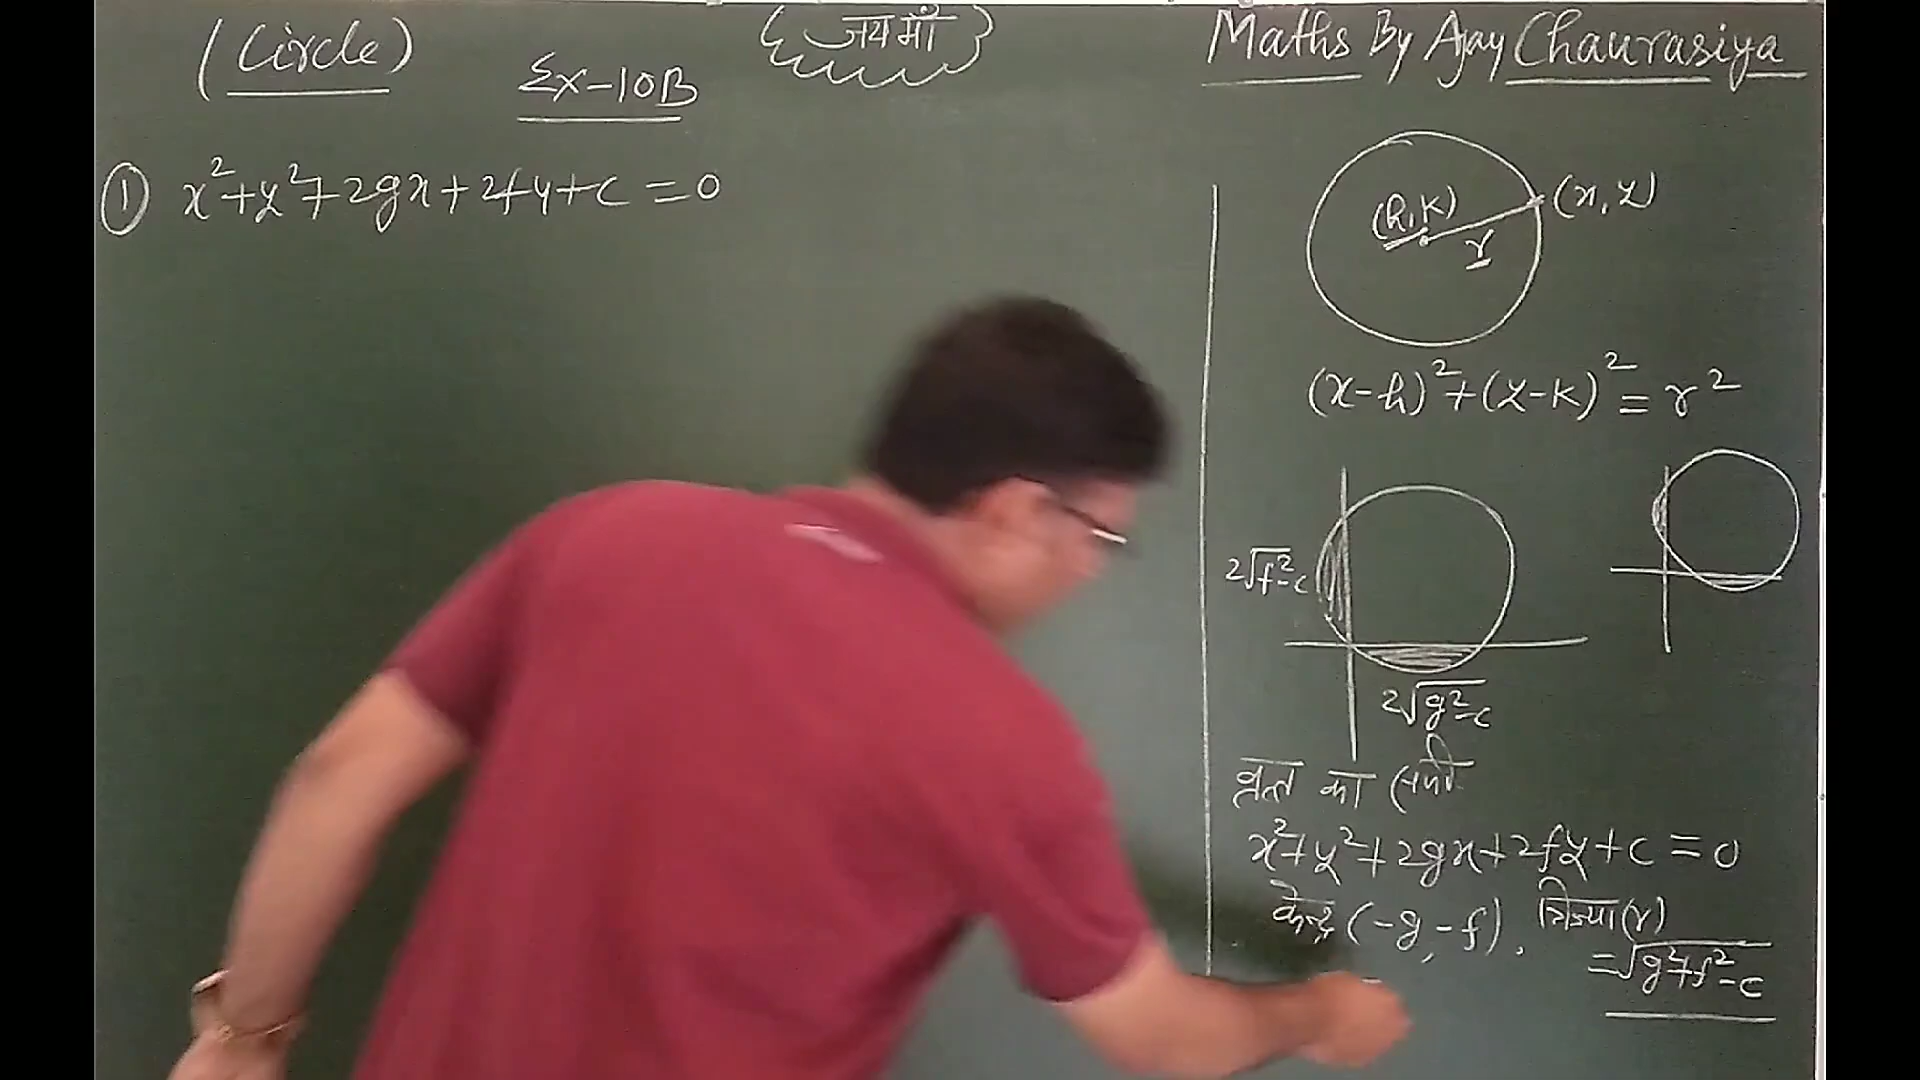 (Circle)
Ex-10B
जय माँ
Maths By Ajay Chaurasiya
① x²+y²+2gx+2fy+c=0
(h,k)
(x,y)
r
(x-h)²+(y-k)²=r²
2√f²-c
2√g²-c
वृत्त का समी
x²+y²+2gx+2fy+c=0
केन्द्र (-g,-f), त्रिज्या(r)
=√g²+f²-c